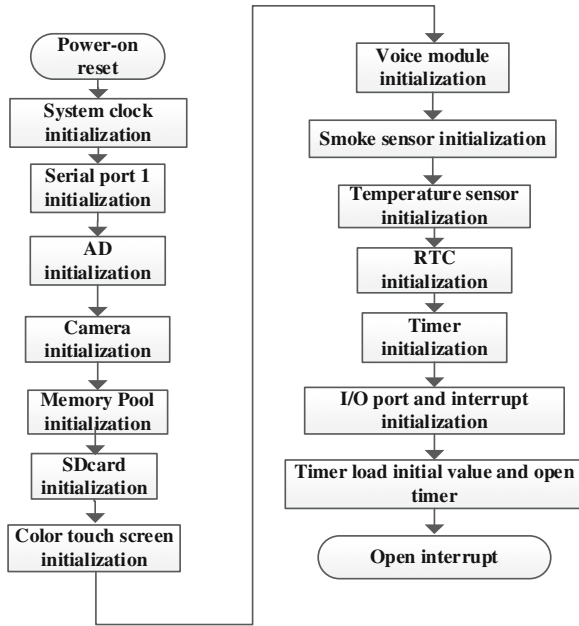 Power-on
reset
System clock
initialization
Serial port 1
initialization
AD
initialization
Camera
initialization
Memory Pool
initialization
SDcard
initialization
Color touch screen
initialization
Voice module
initialization
Smoke sensor initialization
Temperature sensor
initialization
RTC
initialization
Timer
initialization
I/O port and interrupt
initialization
Timer load initial value and open
timer
Open interrupt